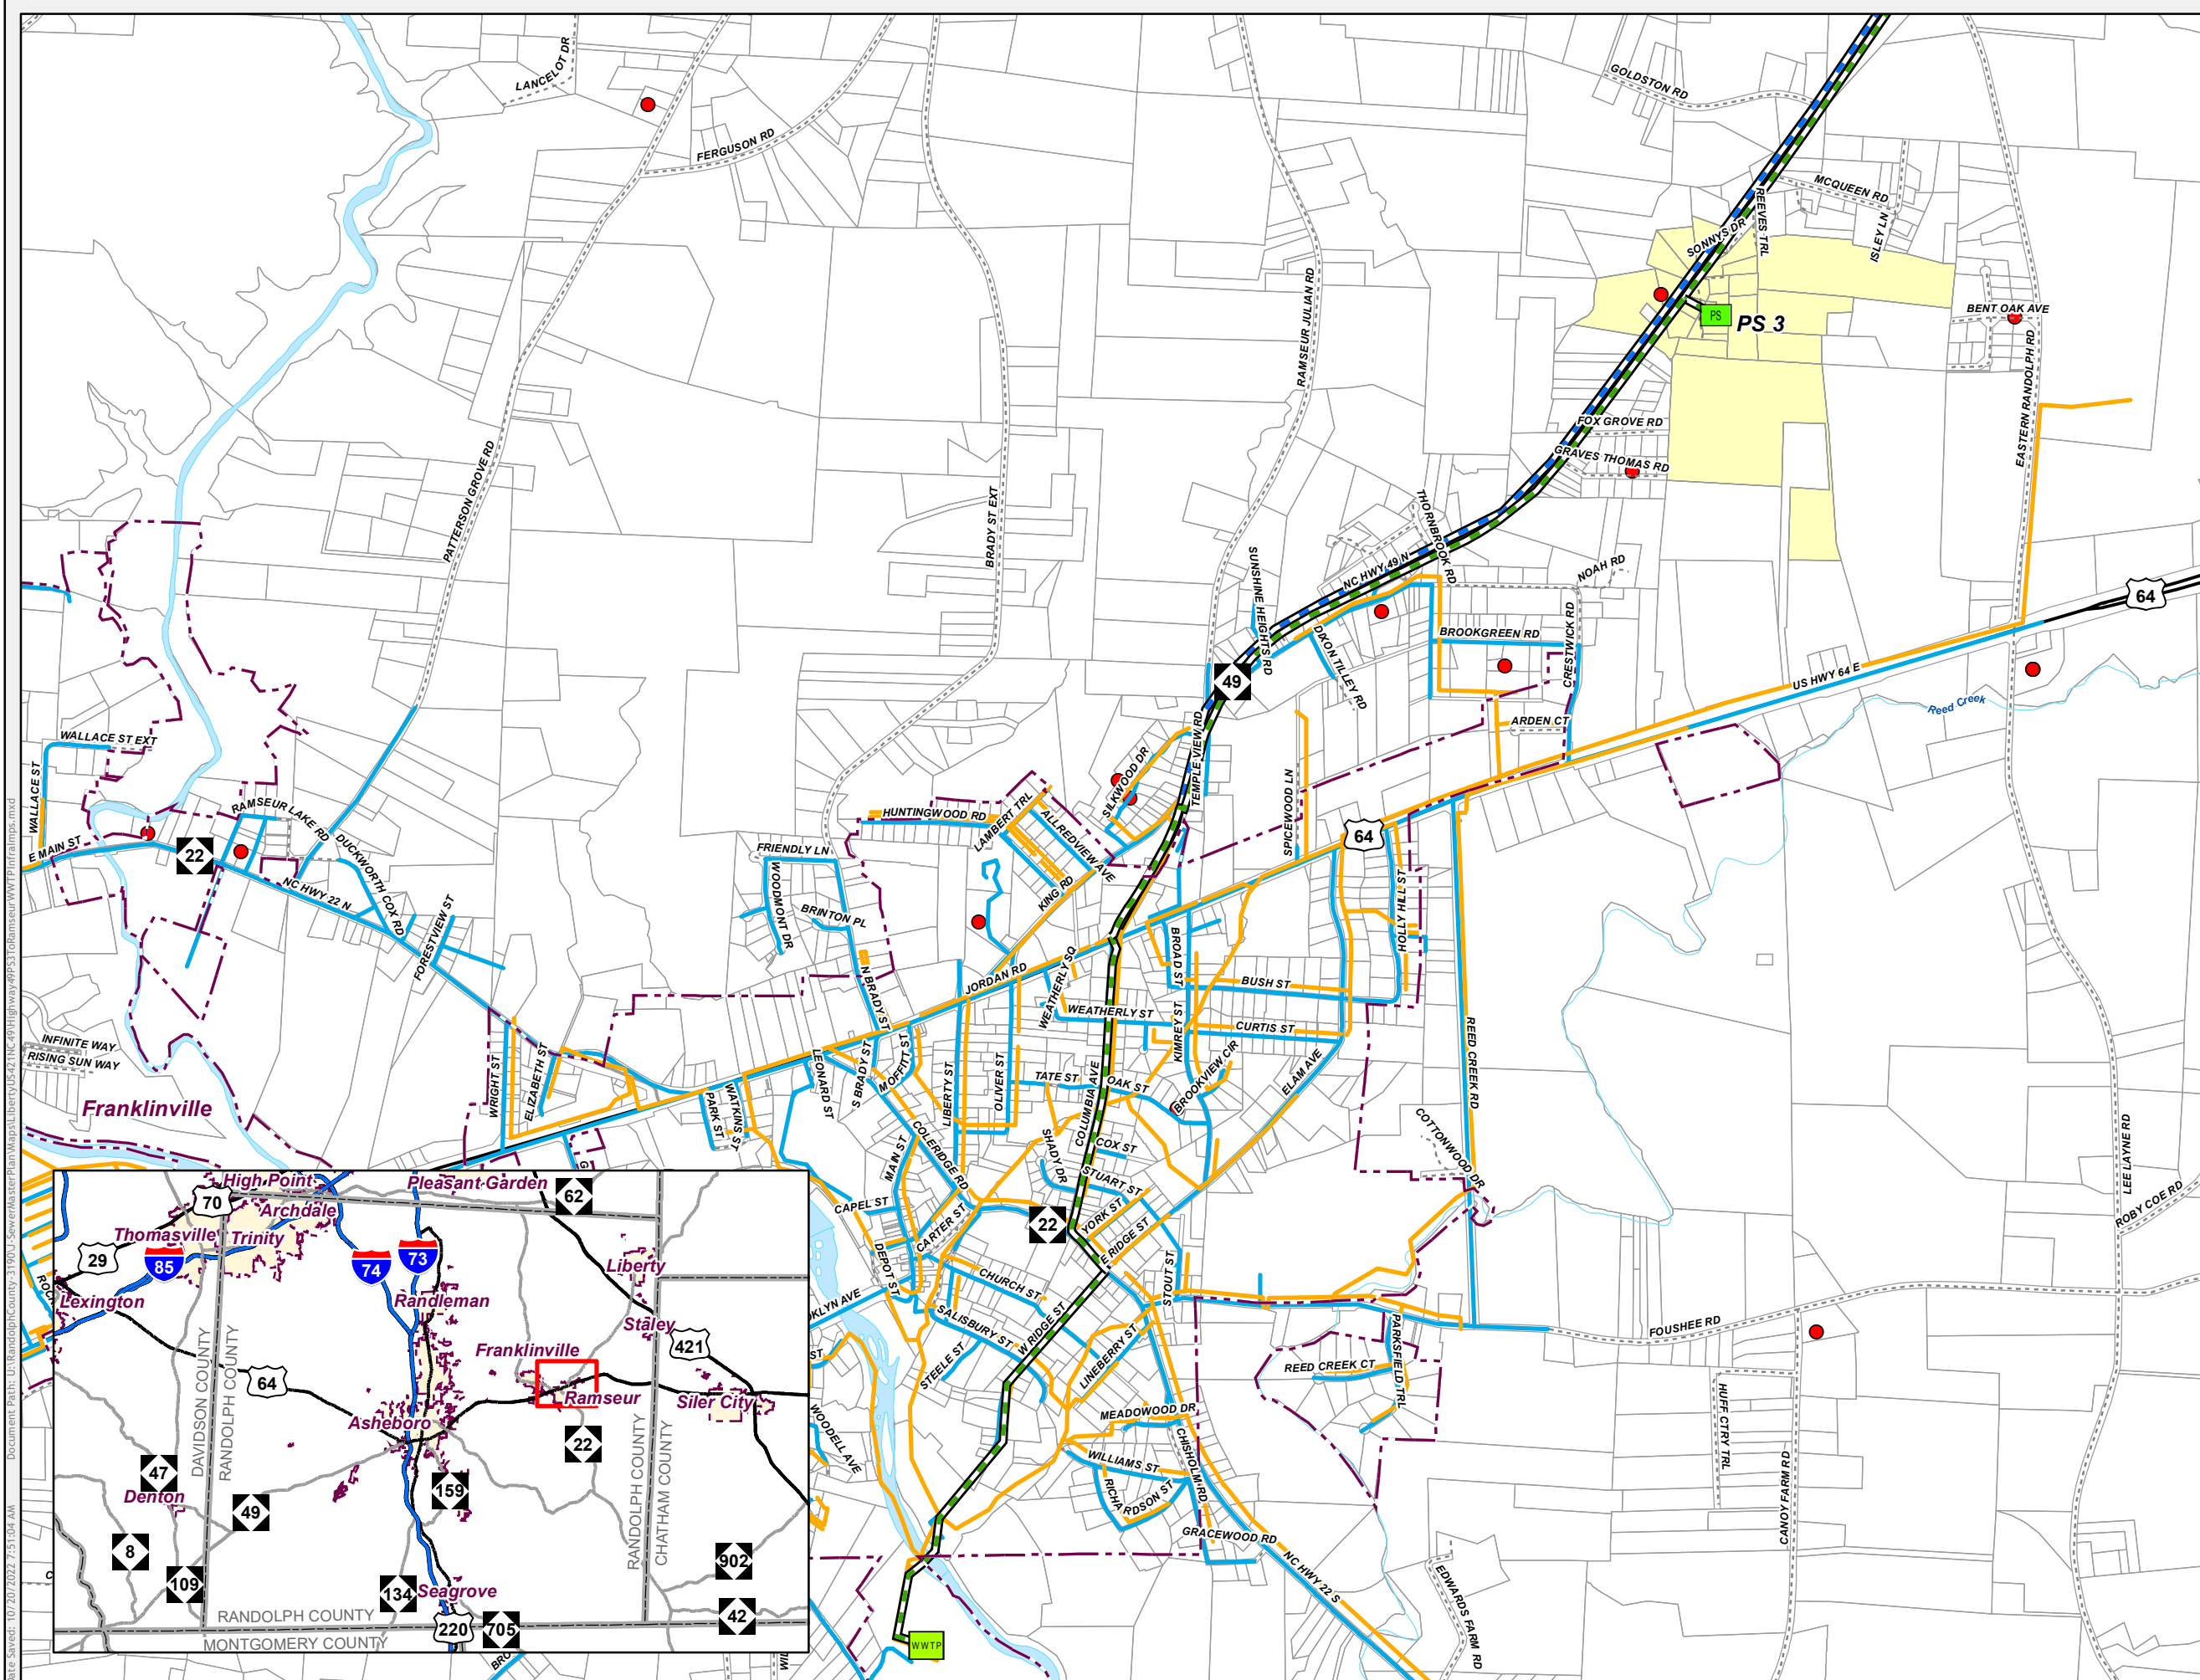 LANCELOT DR
FERGUSON RD
GOLDSTON RD
MCQUEEN RD
REEVES TRL
ISLEY LN
SONNYS DR
PS
PS 3
BENT OAK AVE
EASTERN RANDOLPH RD
RAMSEUR JULIAN RD
FOX GROVE RD
GRAVES THOMAS RD
PATTERSON GROVE RD
BRADY ST EXT
THORNBROOK RD
SUNSHINE HEIGHTS RD
NC HWY 49 N
NOAH RD
64
BROOKGREEN RD
CRESTWICK RD
DIXON TILLEY RD
49
US HWY 64 E
Reed Creek
ARDEN CT
TEMPLE VIEW RD
WALLACE ST EXT
WALLACE ST
SILKWOOD DR
SPICEWOOD LN
RAMSEUR LAKE RD
HUNTINGWOOD RD
LAMBERT TRL
ALLREDVIEW AVE
64
E MAIN ST
22
DUCKWORTH COX RD
FRIENDLY LN
WOODMONT DR
KING RD
HOLLY HILL ST
NC HWY 22 N
FORESTVIEW ST
BRINTON PL
BROAD ST
N BRADY ST
JORDAN RD
WEATHERLY SQ
BUSH ST
WEATHERLY ST
CURTIS ST
KIMREY ST
REED CREEK RD
INFINITE WAY
RISING SUN WAY
WRIGHT ST
ELIZABETH ST
LEONARD ST
S BRADY ST
MOFFITT ST
LIBERTY ST
OLIVER ST
TATE ST
OAK ST
COLUMBIA AVE
BROOKVIEW CIR
ELAM AVE
Franklinville
PARK ST
WATKINS ST
COLERIDGE RD
MAIN ST
SHADY DR
COX ST
STUART ST
COTTONWOOD DR
LEE LAYNE RD
ROBY COE RD
CAPEL ST
CARTER ST
22
YORK ST
E RIDGE ST
DEPOT ST
CHURCH ST
STOUT ST
SALISBURY ST
W RIDGE ST
STEELE ST
LINEBERRY ST
FOUSHEE RD
PARKSFIELD TRL
REED CREEK CT
HUFF CTRY TRL
CANOY FARM RD
WOODELL AVE
MEADOWOOD DR
CHISHOLM RD
WILLIAMS ST
RICHARDSON ST
GRACEWOOD RD
NC HWY 22 S
EDWARDS FARM RD
WWTP
High Point
Pleasant Garden
70
62
Archdale
Thomasville
Trinity
29
85
74
73
Liberty
Lexington
Randleman
Staley
421
Franklinville
DAVIDSON COUNTY
RANDOLPH COUNTY
64
Ramseur
Siler City
Asheboro
22
47
Denton
159
49
RANDOLPH COUNTY
CHATHAM COUNTY
8
902
109
134
Seagrove
42
RANDOLPH COUNTY
220
705
MONTGOMERY COUNTY